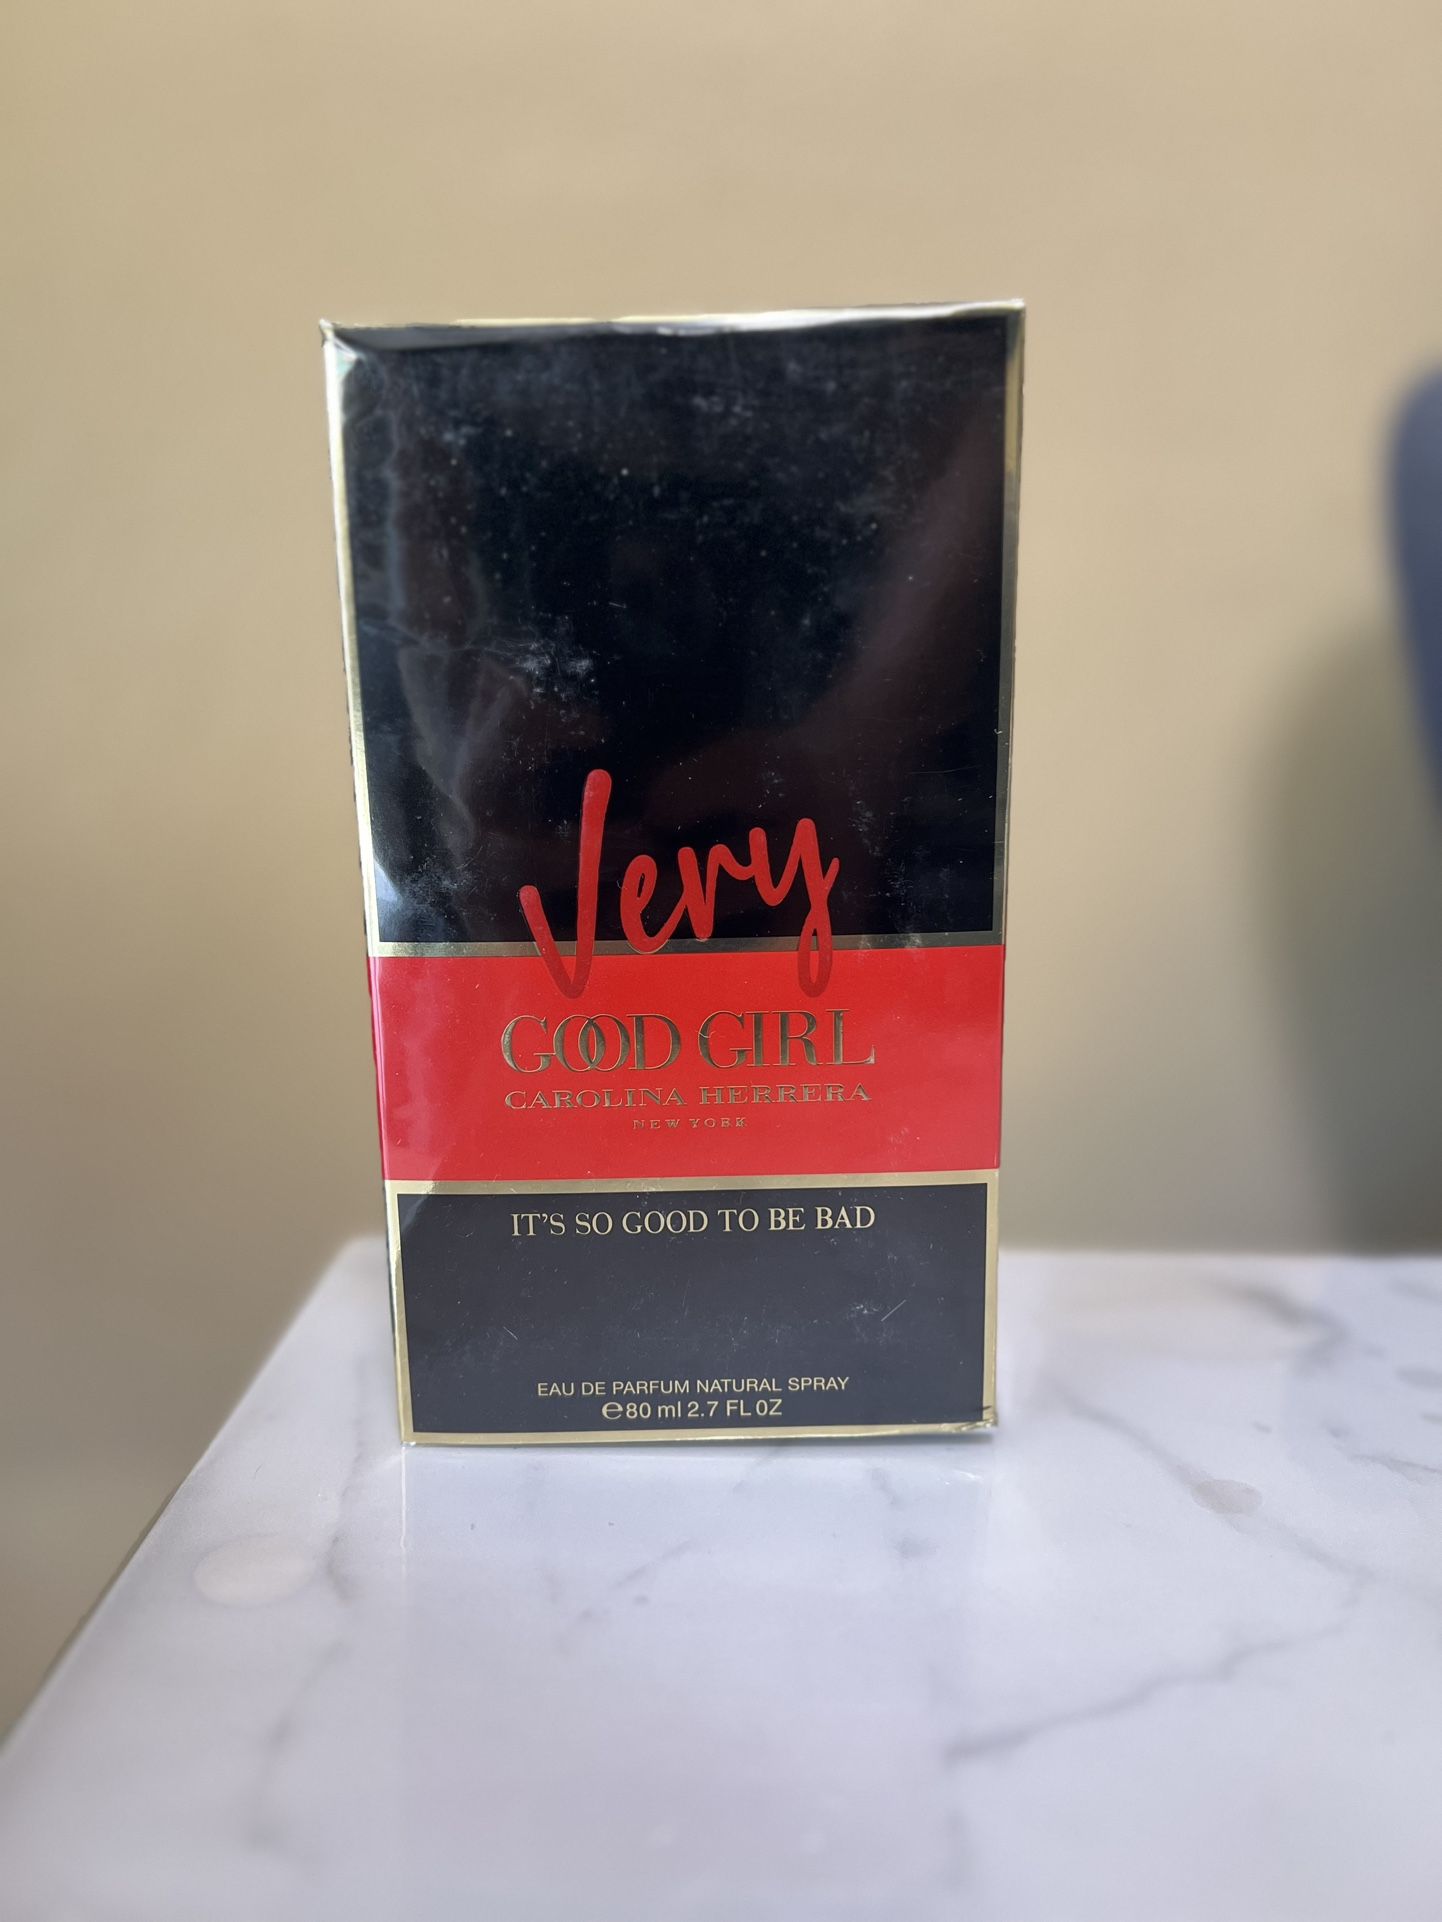 Very
GOOD GIRL
CAROLINA HERRERA
NEW YORK
IT'S SO GOOD TO BE BAD
EAU DE PARFUM NATURAL SPRAY
℮80 ml 2.7 FL OZ